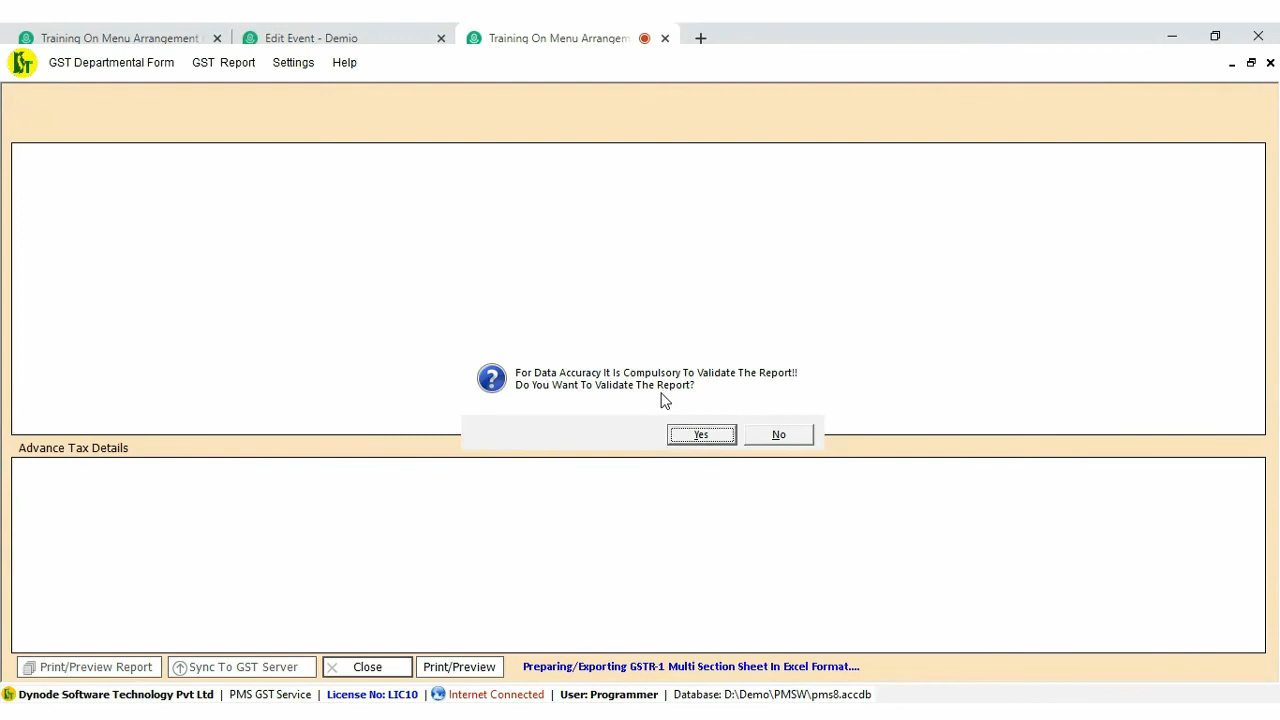 Training On Menu Arrangement
Edit Event - Demio
Training On Menu Arrangem
GST Departmental Form
GST Report
Settings
Help
For Data Accuracy It Is Compulsory To Validate The Report!!
Do You Want To Validate The Report?
Yes
No
Advance Tax Details
Print/Preview Report
Sync To GST Server
Close
Print/Preview
Preparing/Exporting GSTR-1 Multi Section Sheet In Excel Format....
Dynode Software Technology Pvt Ltd | PMS GST Service | License No: LIC10 | Internet Connected | User: Programmer | Database: D:\Demo\PMSW\pms8.accdb